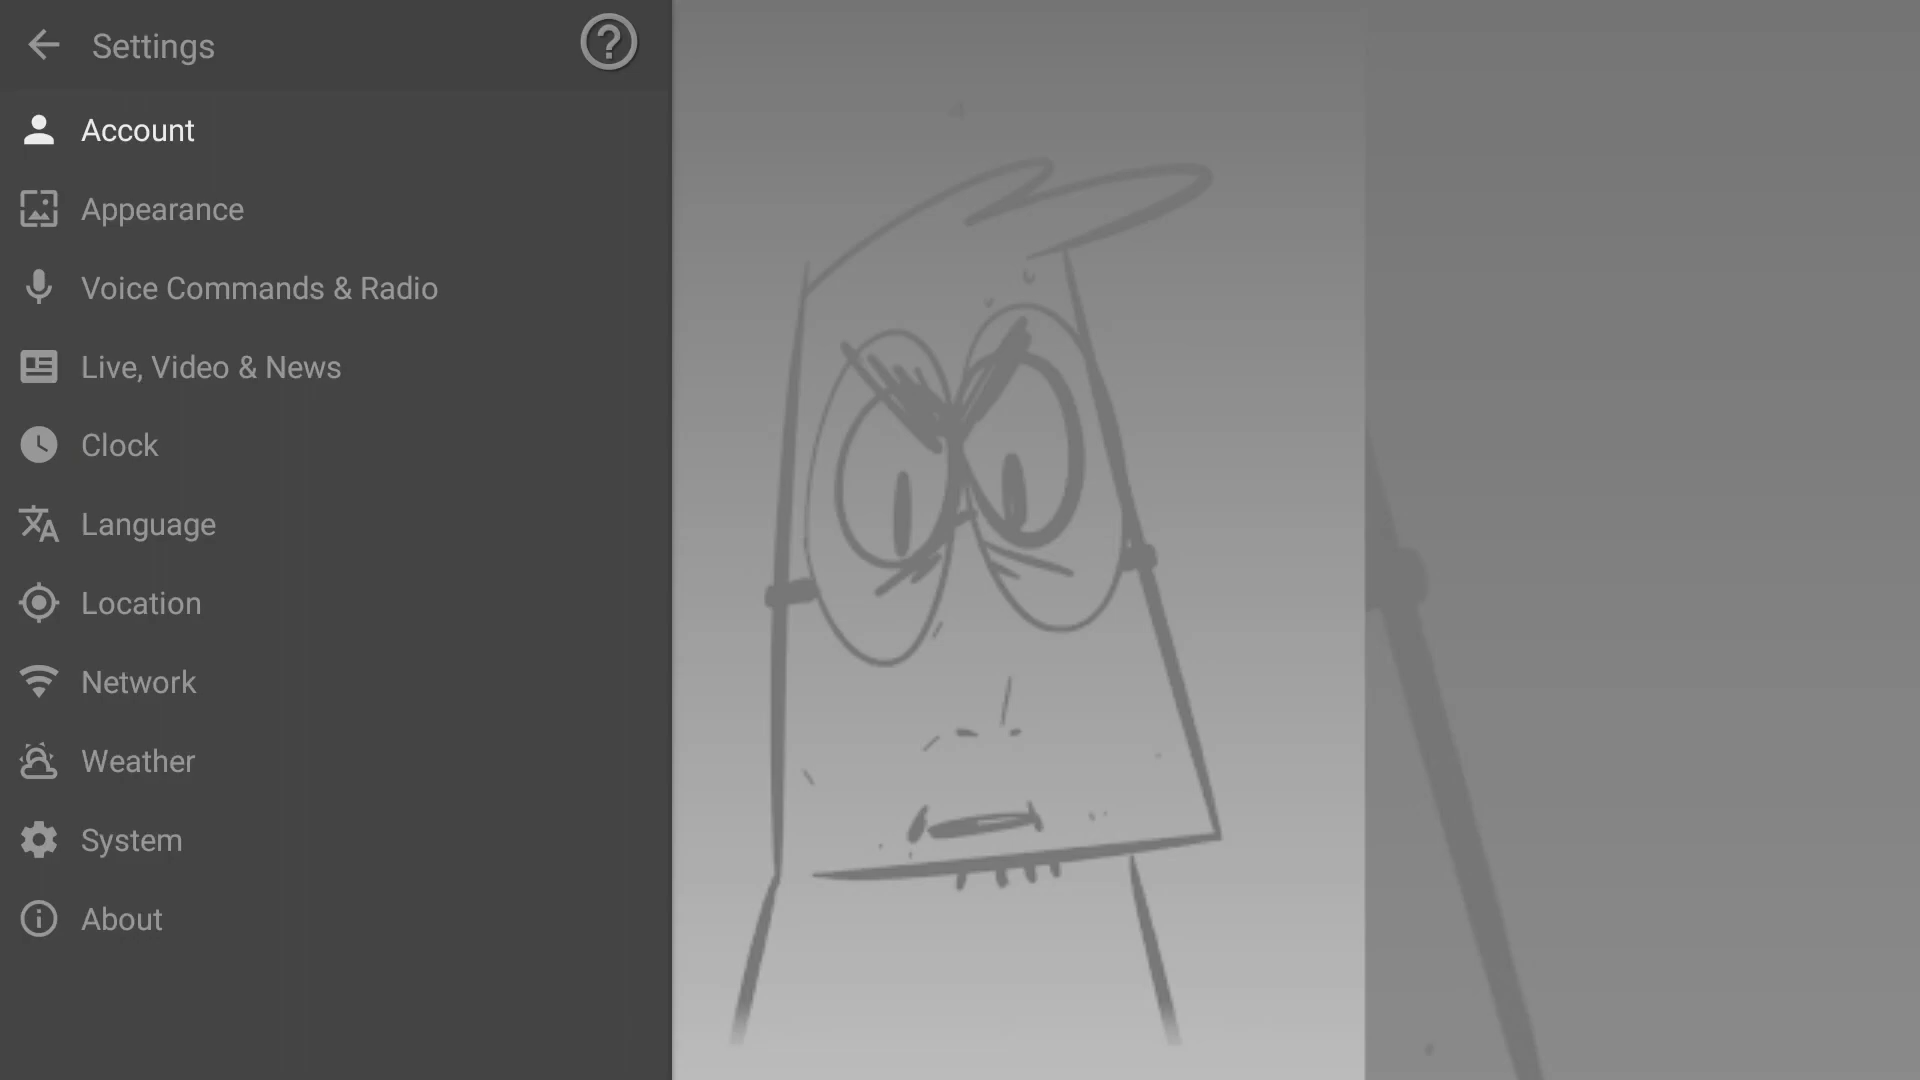 Settings
Account
Appearance
Voice Commands & Radio
Live, Video & News
Clock
Language
Location
Network
Weather
System
About